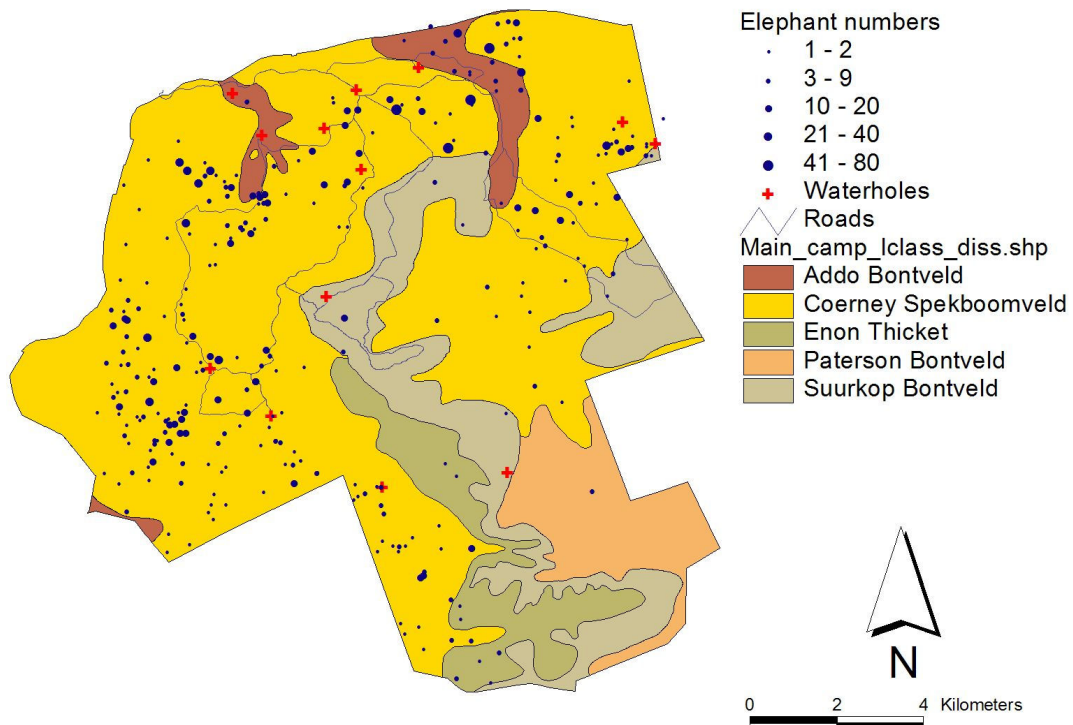 Elephant numbers
1 - 2
3 - 9
10 - 20
21 - 40
41 - 80
Waterholes
Roads
Main_camp_lclass_diss.shp
Addo Bontveld
Coerney Spekboomveld
Enon Thicket
Paterson Bontveld
Suurkop Bontveld
N
0 2 4 Kilometers